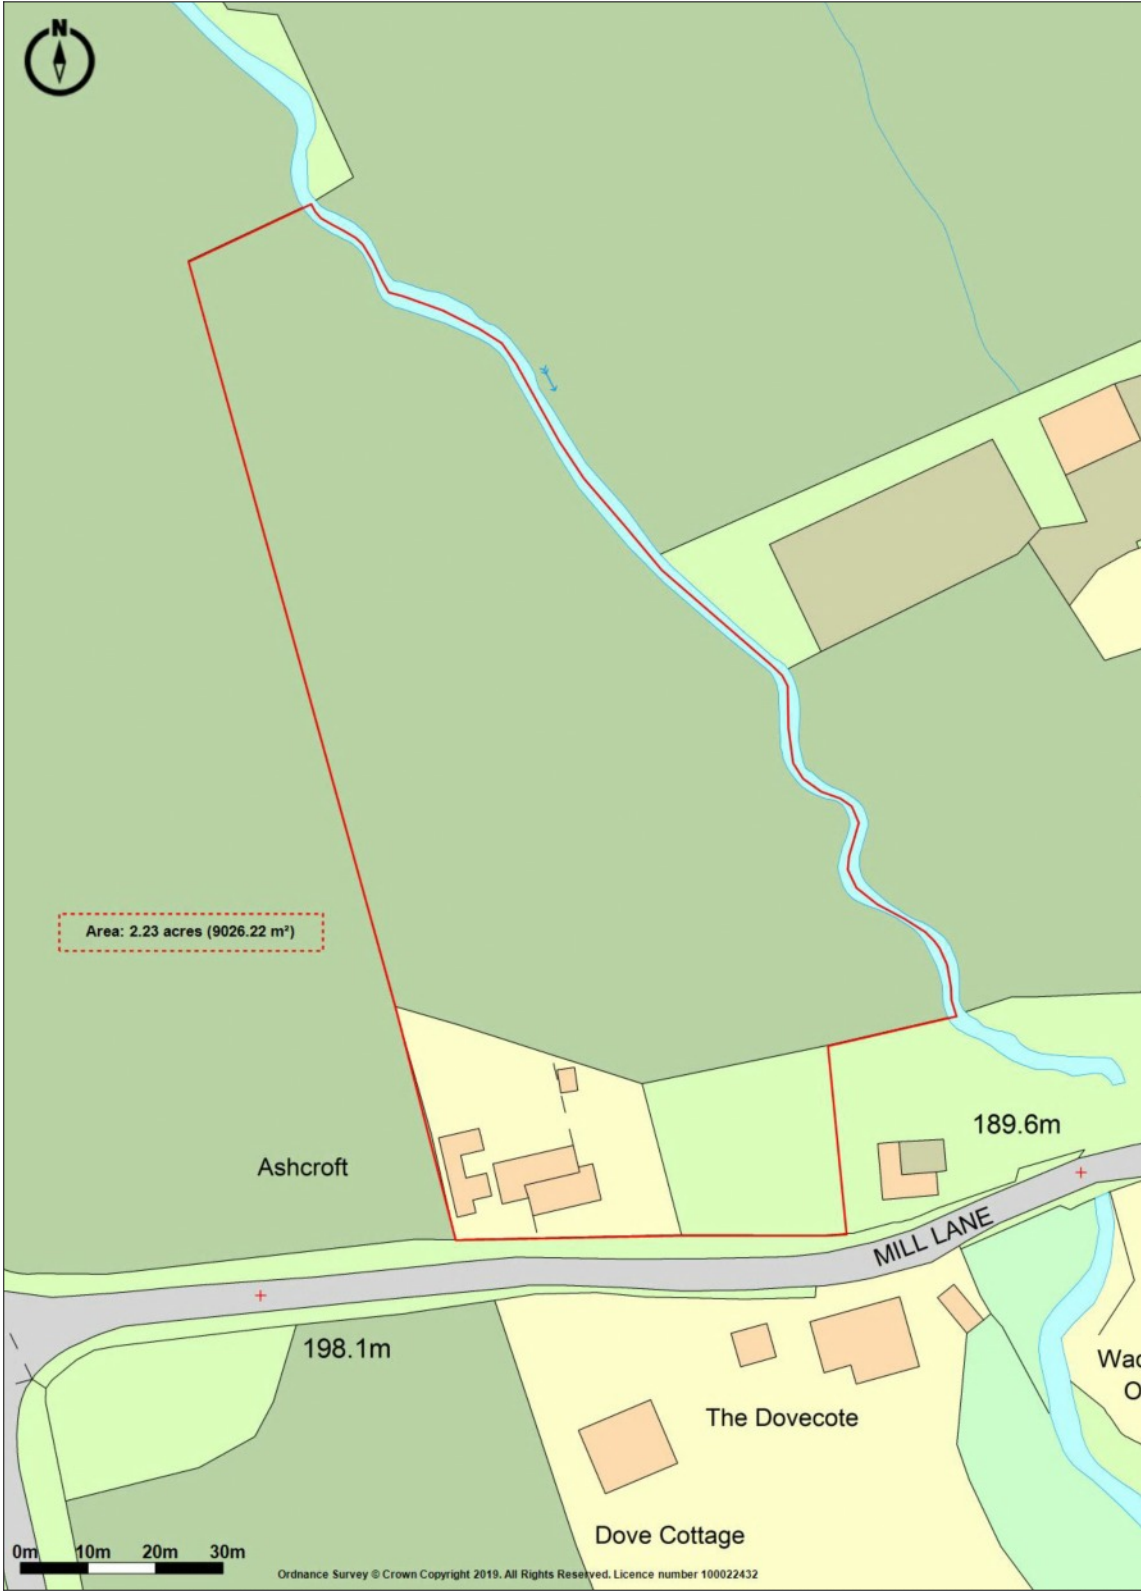 N
Area: 2.23 acres (9026.22 m²)
Ashcroft
189.6m
MILL LANE
198.1m
Wad
O
The Dovecote
Dove Cottage
0m 10m 20m 30m
Ordnance Survey © Crown Copyright 2019. All Rights Reserved. Licence number 100022432